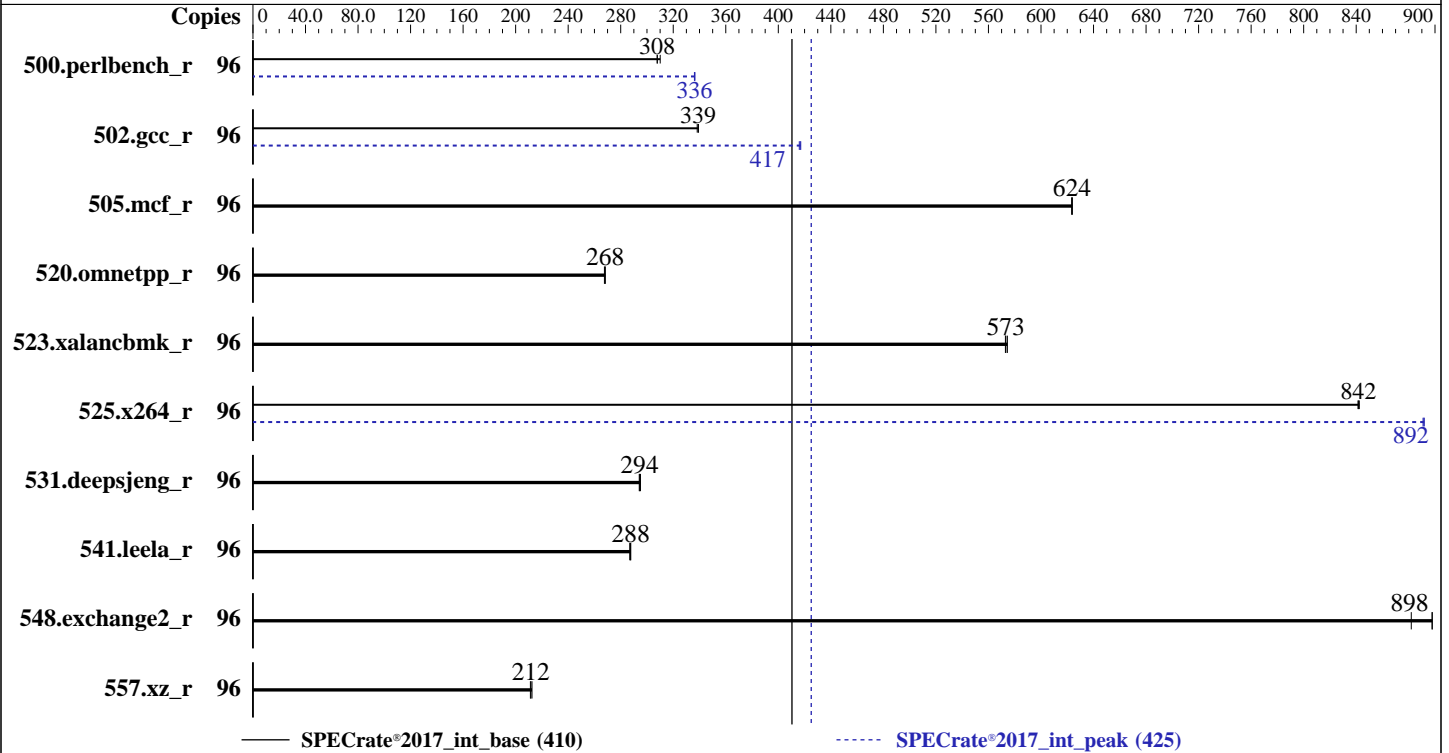 Copies 0 40.0 80.0 120 160 200 240 280 320 360 400 440 480 520 560 600 640 680 720 760 800 840 900
308
500.perlbench_r 96
336
339
502.gcc_r 96
417
624
505.mcf_r 96
268
520.omnetpp_r 96
573
523.xalancbmk_r 96
842
525.x264_r 96
892
294
531.deepsjeng_r 96
288
541.leela_r 96
898
548.exchange2_r 96
212
557.xz_r 96
SPECrate®2017_int_base (410) SPECrate®2017_int_peak (425)